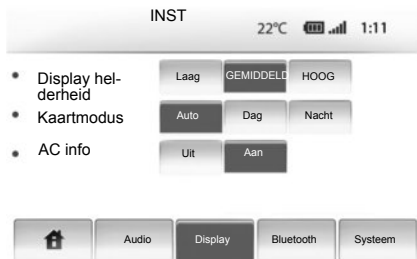 INST
22°C 1:11
Display hel-
derheid
Laag GEMIDDELD HOOG
Kaartmodus
Auto Dag Nacht
AC info
Uit Aan
Audio Display Bluetooth Systeem